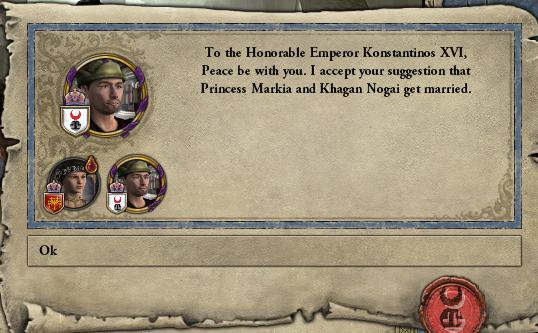 To the Honorable Emperor Konstantinos XVI,
Peace be with you. I accept your suggestion that
Princess Markia and Khagan Nogai get married.
Ok